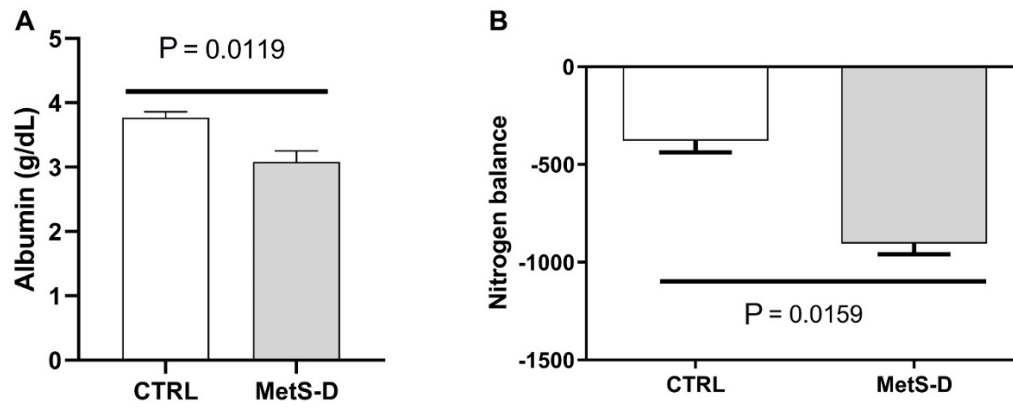 A
P = 0.0119
Albumin (g/dL)
5
4
3
2
1
0
CTRL MetS-D
B
Nitrogen balance
0
-500
-1000
-1500
P = 0.0159
CTRL MetS-D